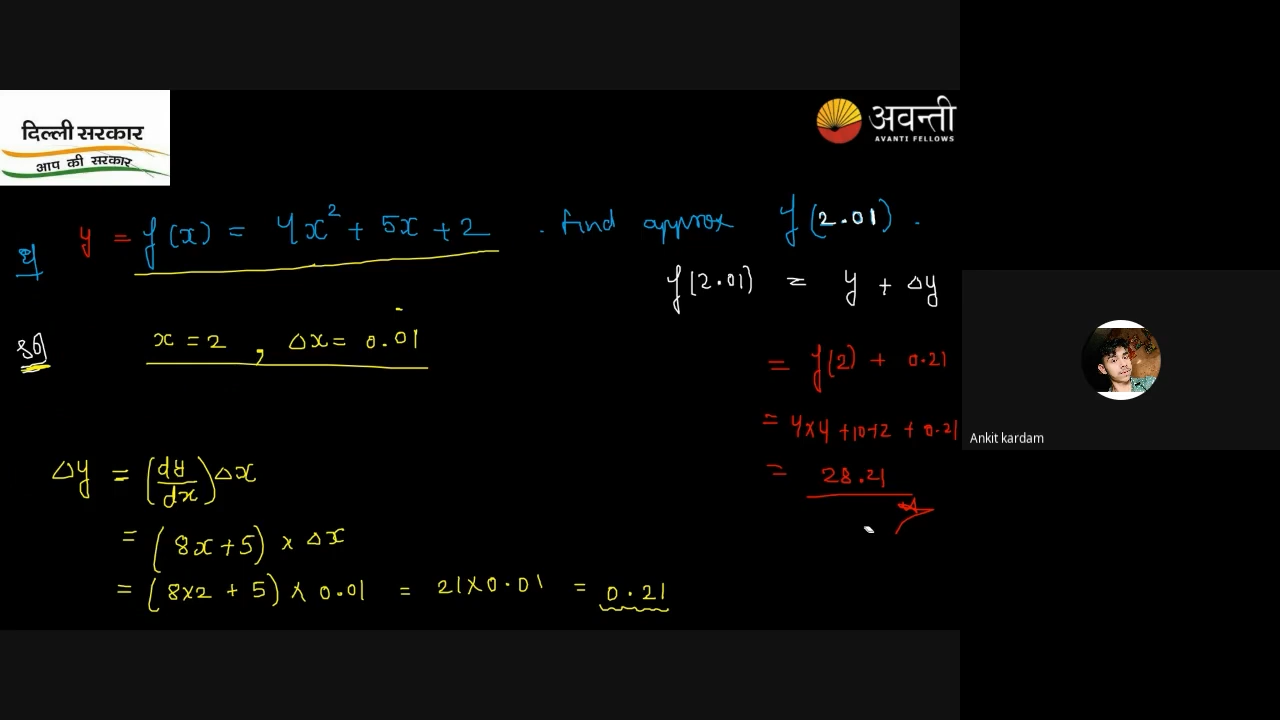 दिल्ली सरकार
आप की सरकार
अवन्ती
AVANTI FELLOWS
y = f(x) = 4x² + 5x + 2 . find approx f(2.01) .
f(2.01) = y + Δy
Sol
x = 2 , Δx = 0.01
= f(2) + 0.21
= 4×4 +10+2 + 0.21
= 28.21
Δy = (dy/dx)Δx
= (8x+5) × Δx
= (8×2 + 5) × 0.01 = 21×0.01 = 0.21
Ankit kardam